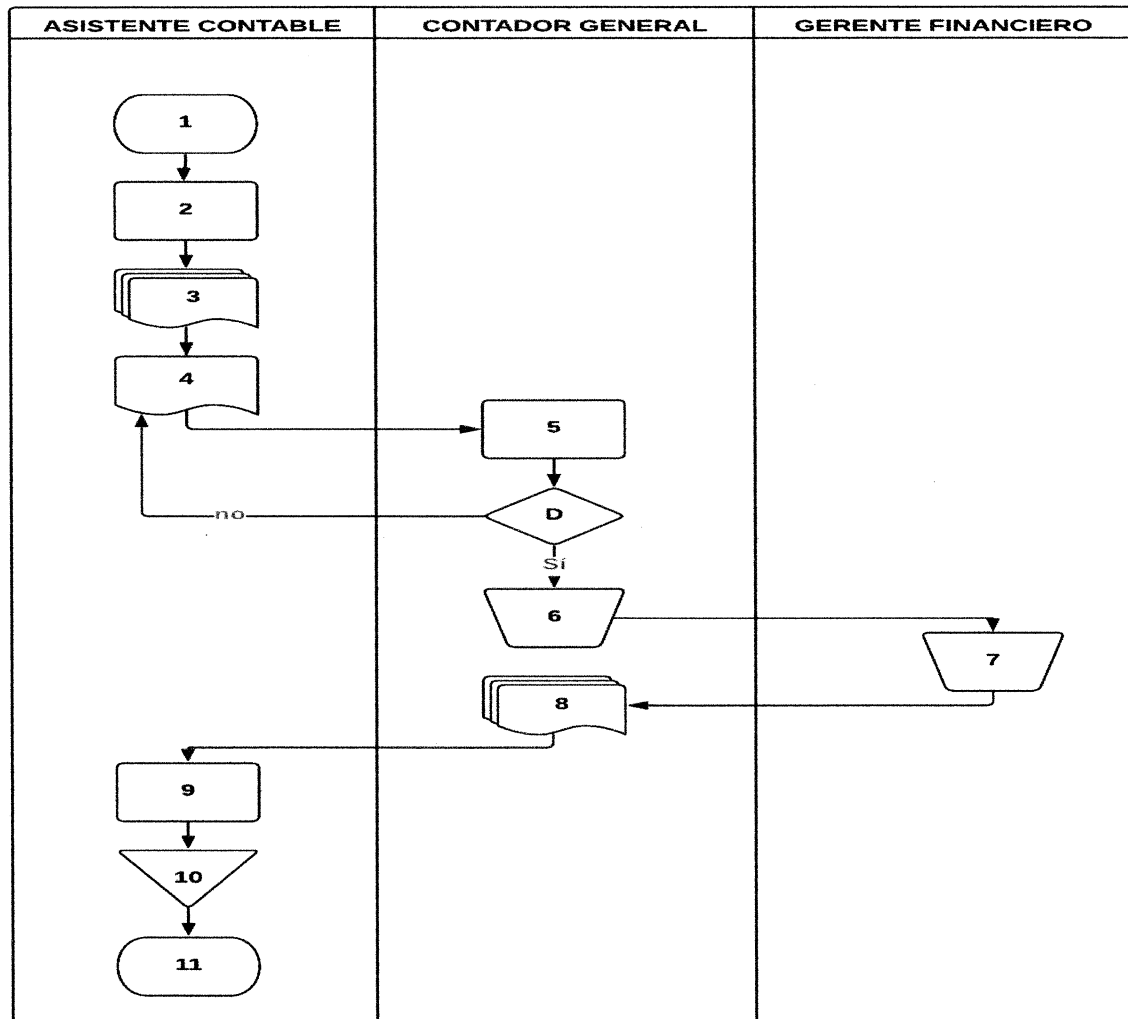 ASISTENTE CONTABLE
CONTADOR GENERAL
GERENTE FINANCIERO
1
2
3
4
5
D
no
Sí
6
7
8
9
10
11